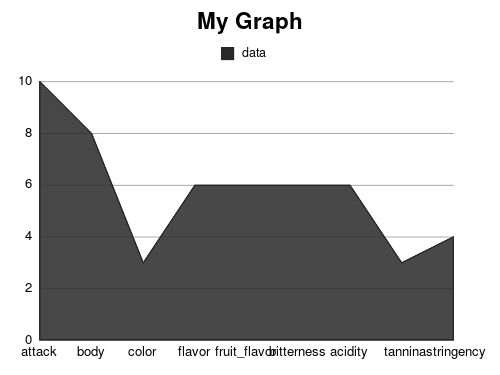 My Graph
data
10
8
6
4
2
0
attack body color flavor fruit_flavor bitterness acidity tannin astringency